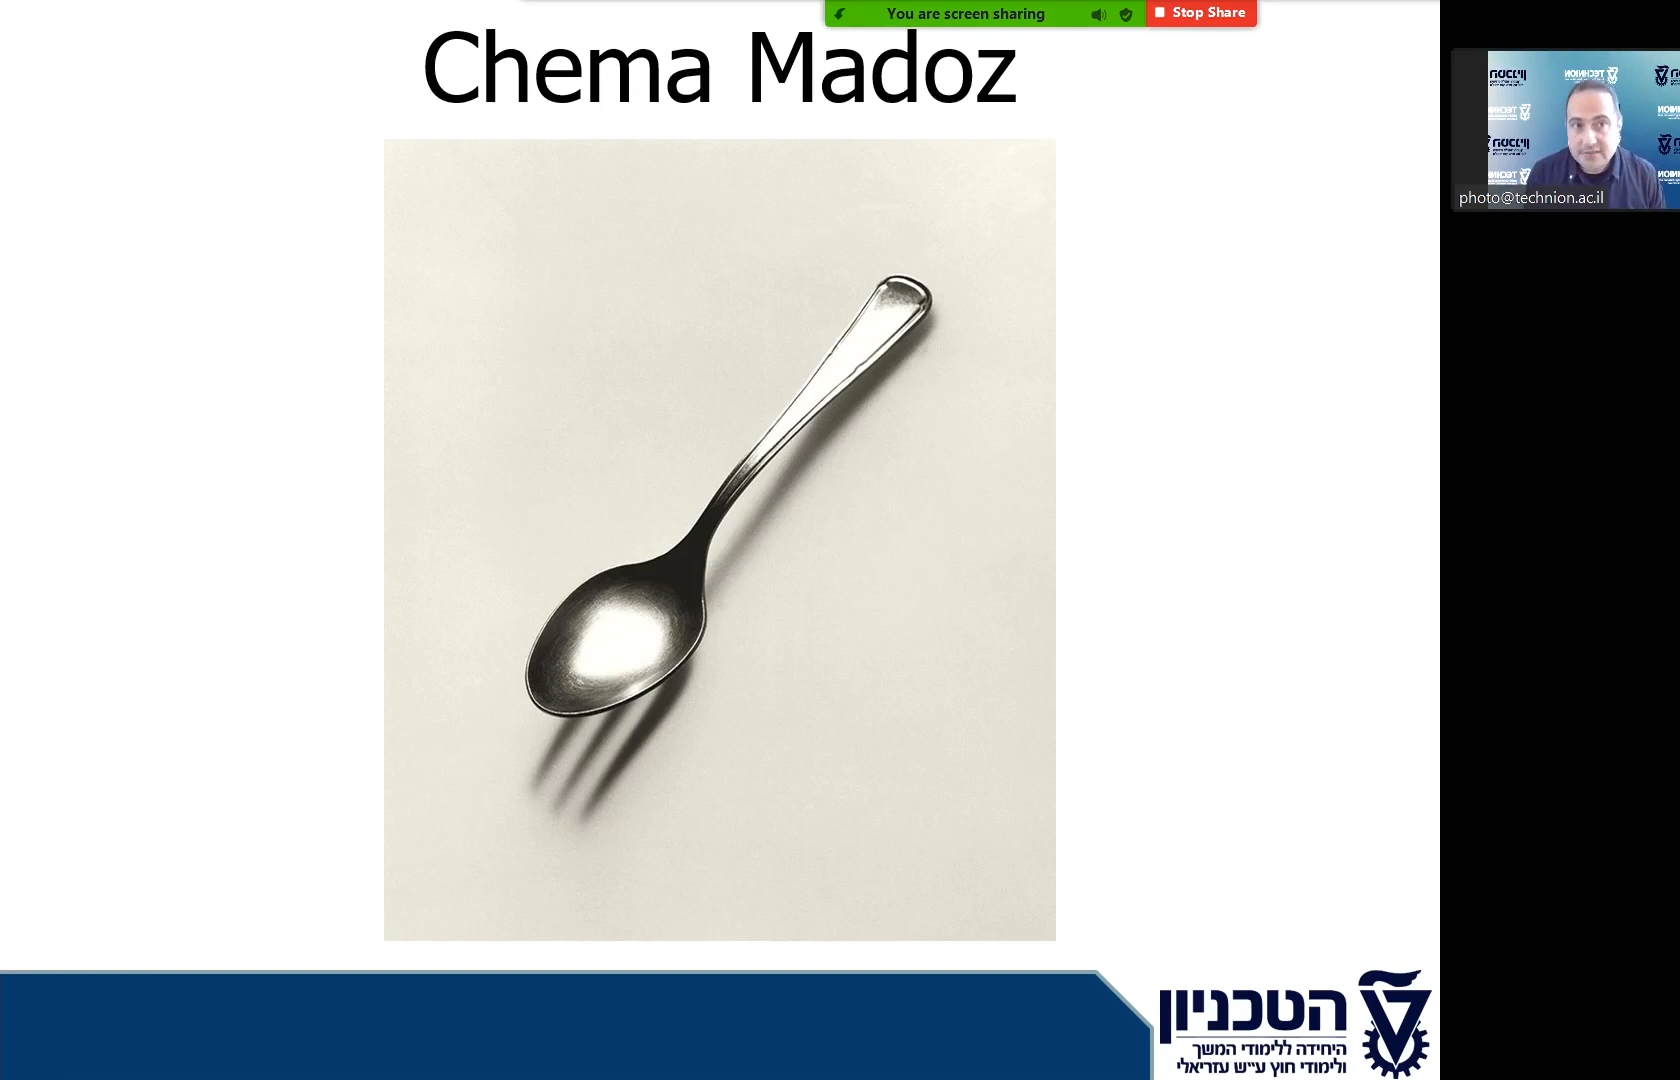 You are screen sharing
Stop Share
Chema Madoz
photo@technion.ac.il
הטכניון
היחידה ללימודי המשך
ולימודי חוץ ע״ש עזריאלי